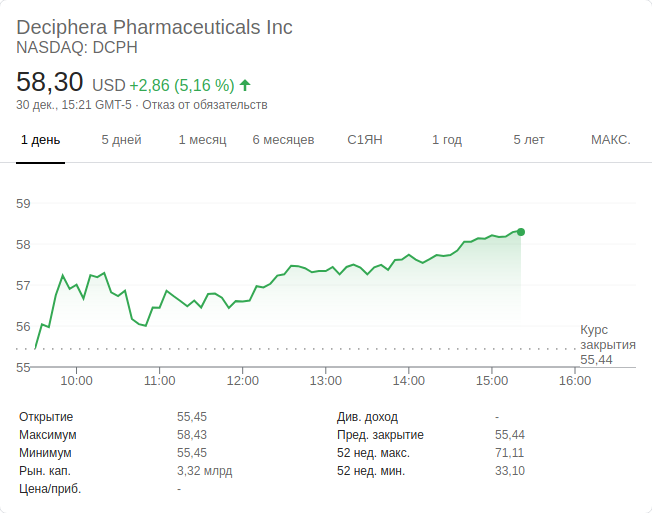 Deciphera Pharmaceuticals Inc
NASDAQ: DCPH
58,30 USD +2,86 (5,16 %)
30 дек., 15:21 GMT-5 · Отказ от обязательств
1 день 5 дней 1 месяц 6 месяцев С1ЯН 1 год 5 лет МАКС.
59
58
57
56
55
Курс
закрытия
55,44
10:00 11:00 12:00 13:00 14:00 15:00 16:00
Открытие 55,45 Див. доход -
Максимум 58,43 Пред. закрытие 55,44
Минимум 55,45 52 нед. макс. 71,11
Рын. кап. 3,32 млрд 52 нед. мин. 33,10
Цена/приб. -